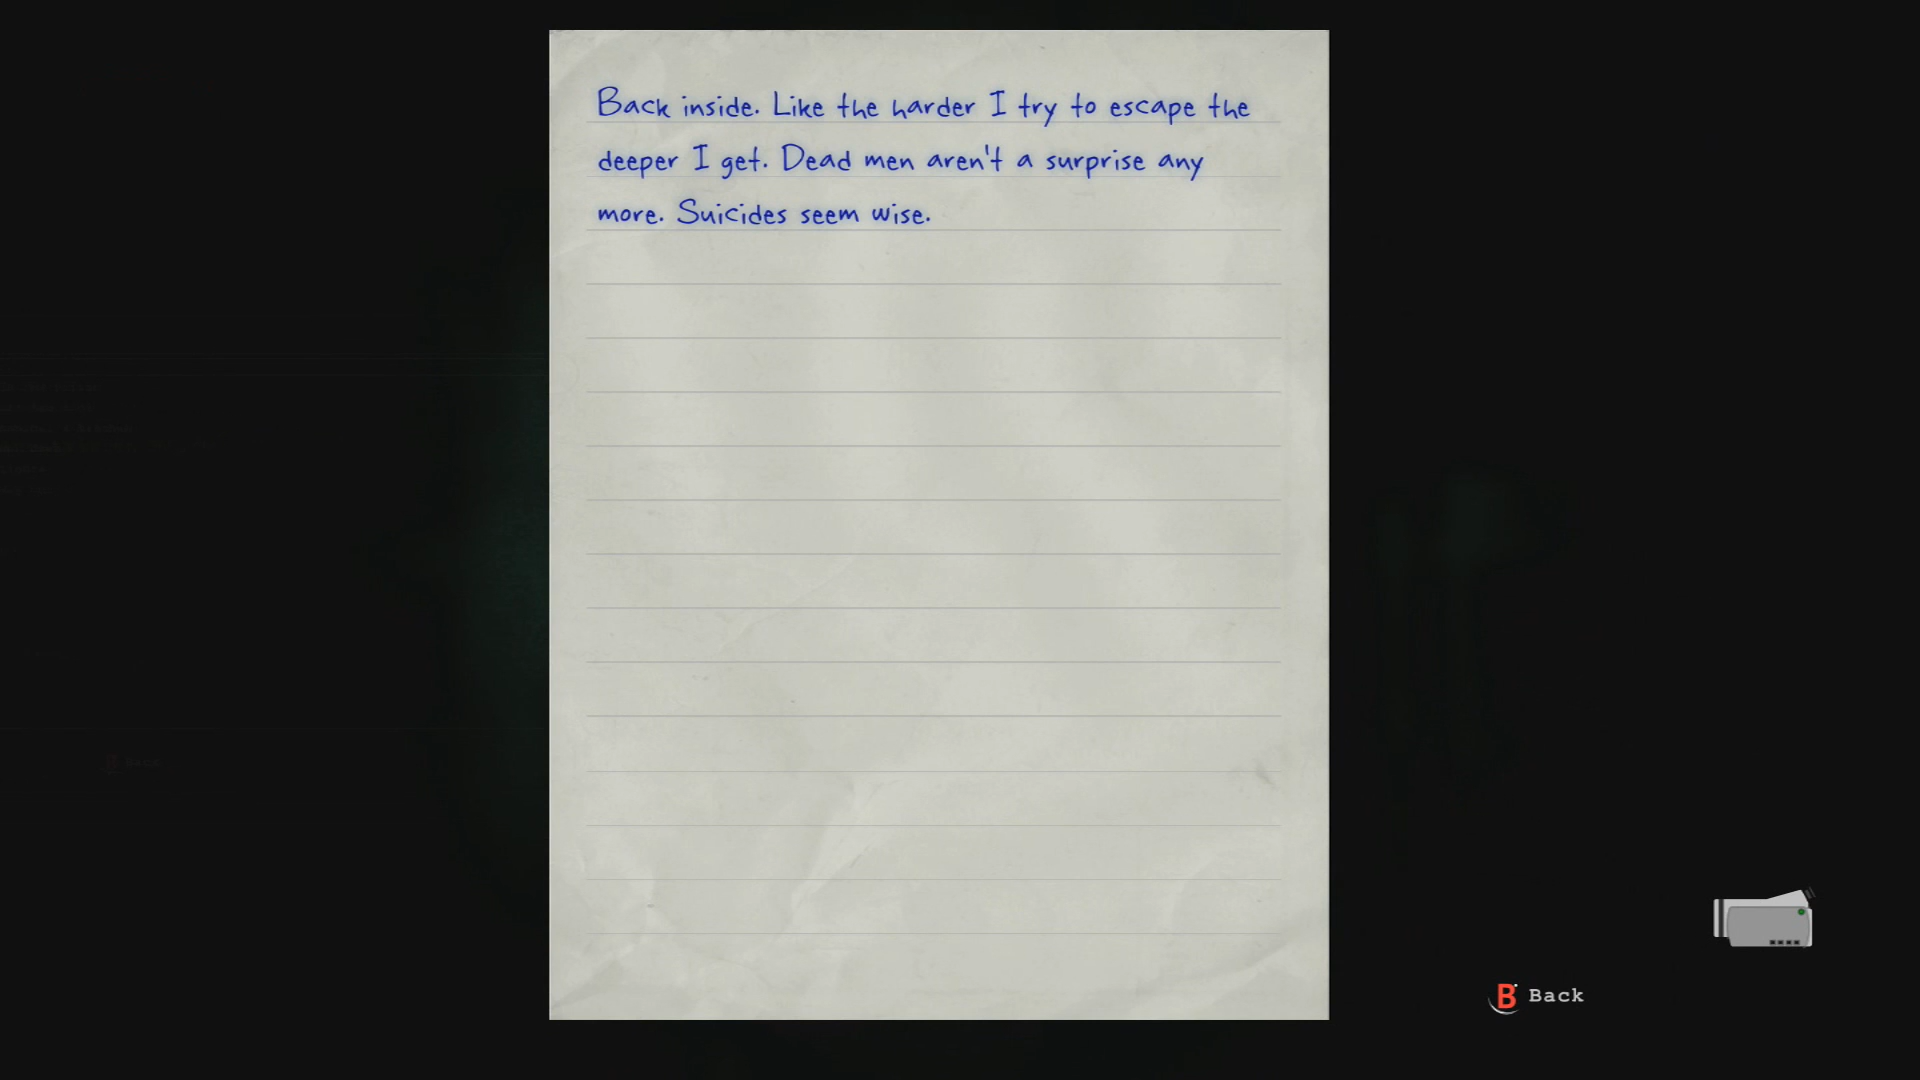 Back inside. Like the harder I try to escape the
deeper I get. Dead men aren't a surprise any
more. Suicides seem wise.
Back
B Back